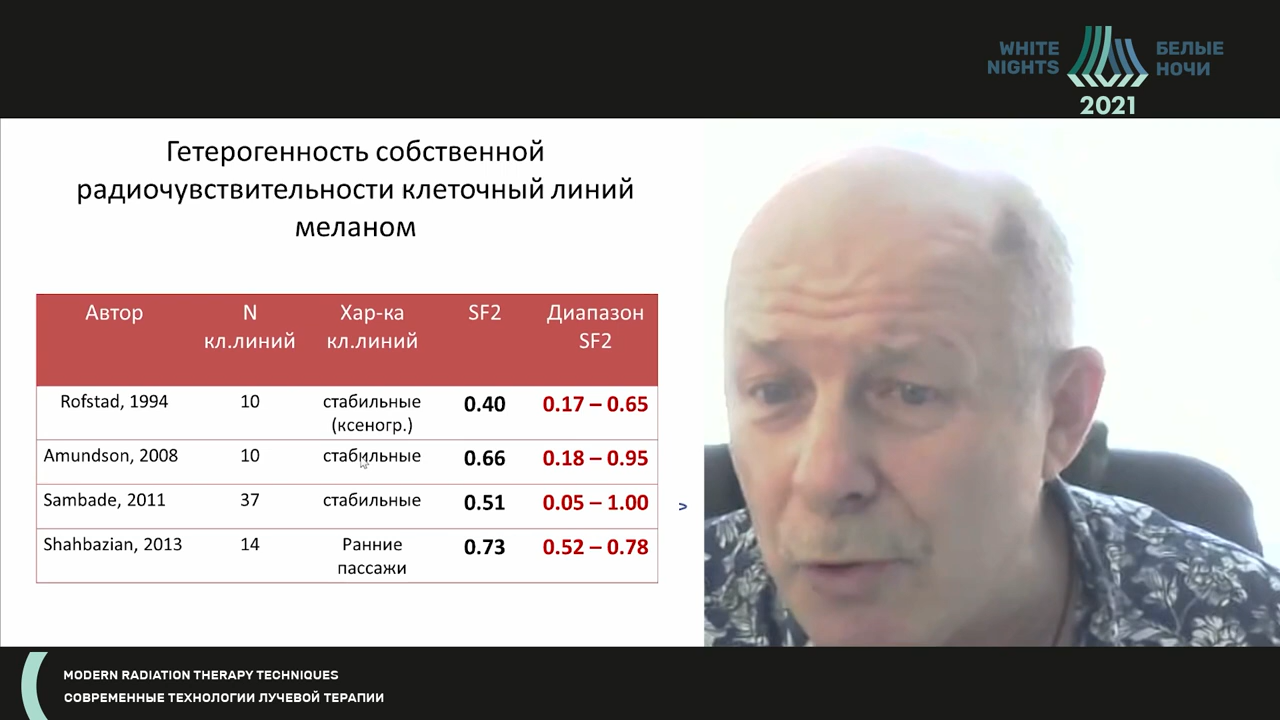 WHITE
NIGHTS
БЕЛЫЕ
НОЧИ
2021
Гетерогенность собственной
радиочувствительности клеточный линий
меланом
Автор N Хар-ка SF2 Диапазон
кл.линий кл.линий SF2
Rofstad, 1994 10 стабильные 0.40 0.17 – 0.65
(ксеногр.)
Amundson, 2008 10 стабильные 0.66 0.18 – 0.95
Sambade, 2011 37 стабильные 0.51 0.05 – 1.00
>
Shahbazian, 2013 14 Ранние 0.73 0.52 – 0.78
пассажи
MODERN RADIATION THERAPY TECHNIQUES
СОВРЕМЕННЫЕ ТЕХНОЛОГИИ ЛУЧЕВОЙ ТЕРАПИИ